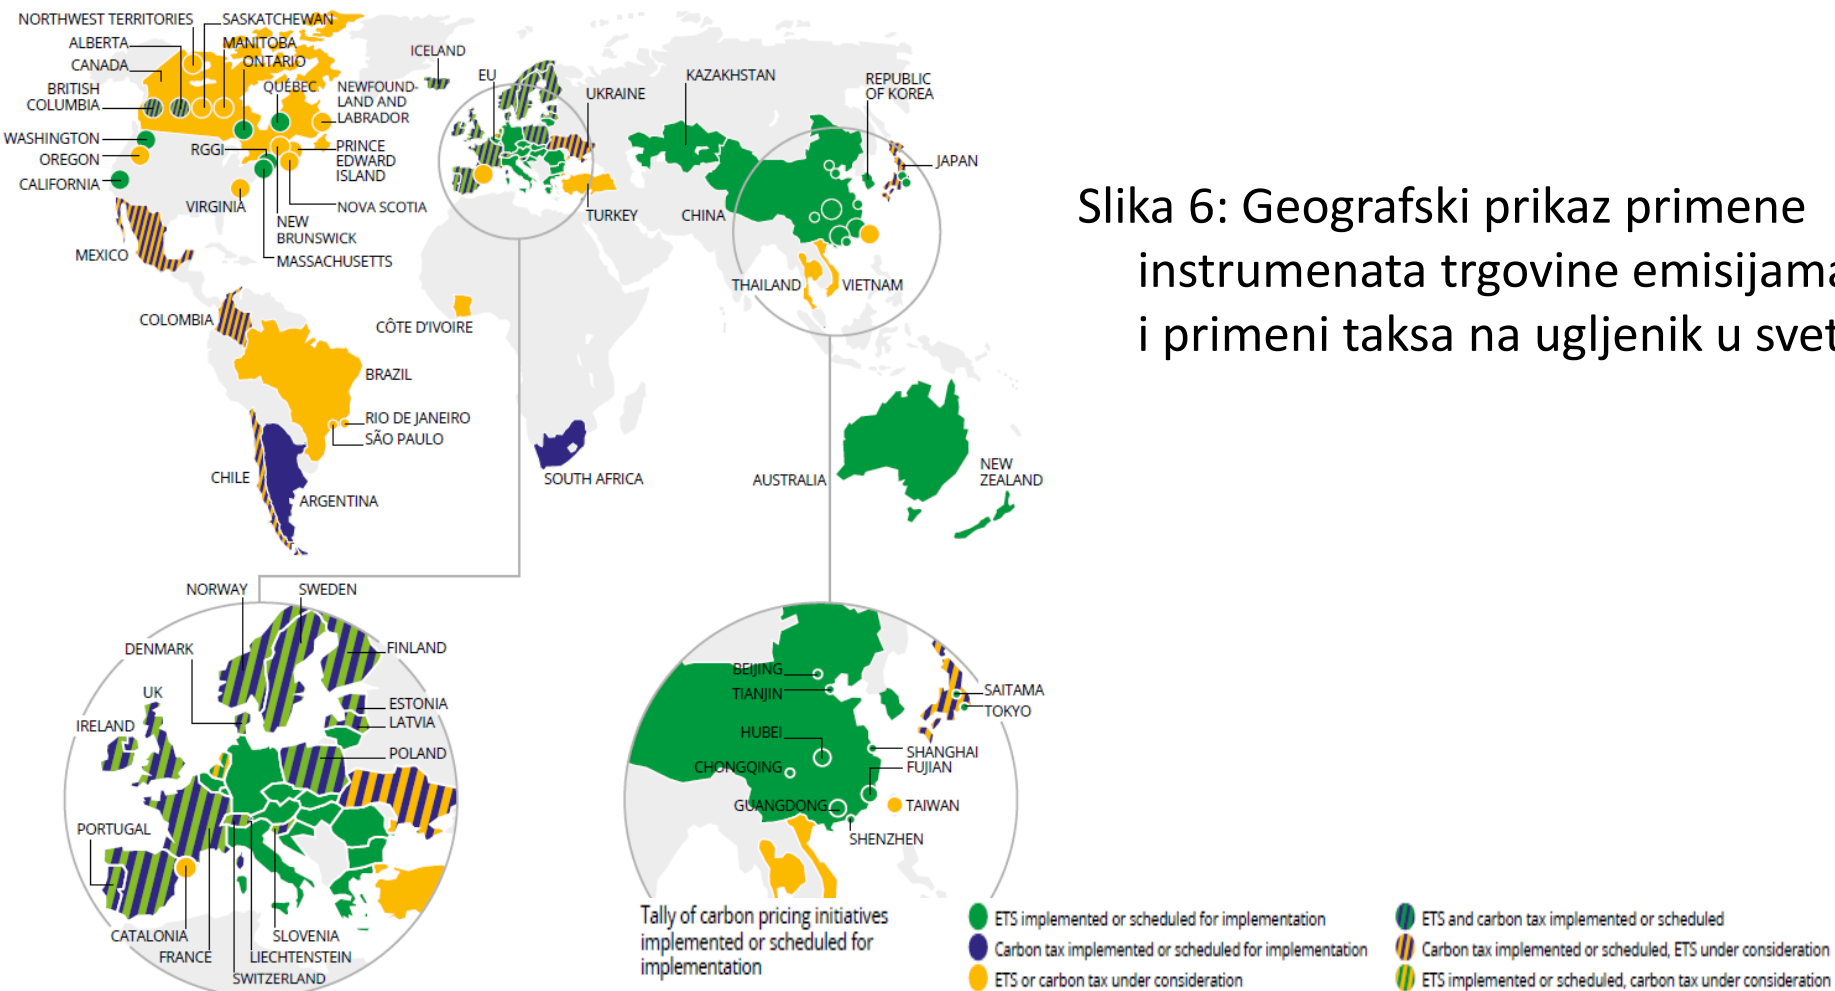 NORTHWEST TERRITORIES
SASKATCHEWAN
ALBERTA
MANITOBA
CANADA
ONTARIO
BRITISH
COLUMBIA
QUÉBEC
NEWFOUND-
LAND AND
LABRADOR
WASHINGTON
OREGON
RGGI
PRINCE
EDWARD
ISLAND
CALIFORNIA
VIRGINIA
NOVA SCOTIA
NEW
BRUNSWICK
MASSACHUSETTS
MEXICO
ICELAND
EU
UKRAINE
KAZAKHSTAN
REPUBLIC
OF KOREA
JAPAN
TURKEY
CHINA
THAILAND
VIETNAM
COLOMBIA
CÔTE D'IVOIRE
BRAZIL
RIO DE JANEIRO
SÃO PAULO
CHILE
ARGENTINA
SOUTH AFRICA
AUSTRALIA
NEW
ZEALAND
Slika 6: Geografski prikaz primene
instrumenata trgovine emisijama
i primeni taksa na ugljenik u svet
NORWAY
SWEDEN
DENMARK
FINLAND
UK
IRELAND
ESTONIA
LATVIA
POLAND
PORTUGAL
CATALONIA
FRANCE
SLOVENIA
LIECHTENSTEIN
SWITZERLAND
BEIJING
TIANJIN
SAITAMA
TOKYO
HUBEI
SHANGHAI
FUJIAN
CHONGQING
GUANGDONG
TAIWAN
SHENZHEN
Tally of carbon pricing initiatives
implemented or scheduled for
implementation
ETS implemented or scheduled for implementation
Carbon tax implemented or scheduled for implementation
ETS or carbon tax under consideration
ETS and carbon tax implemented or scheduled
Carbon tax implemented or scheduled, ETS under consideration
ETS implemented or scheduled, carbon tax under consideration